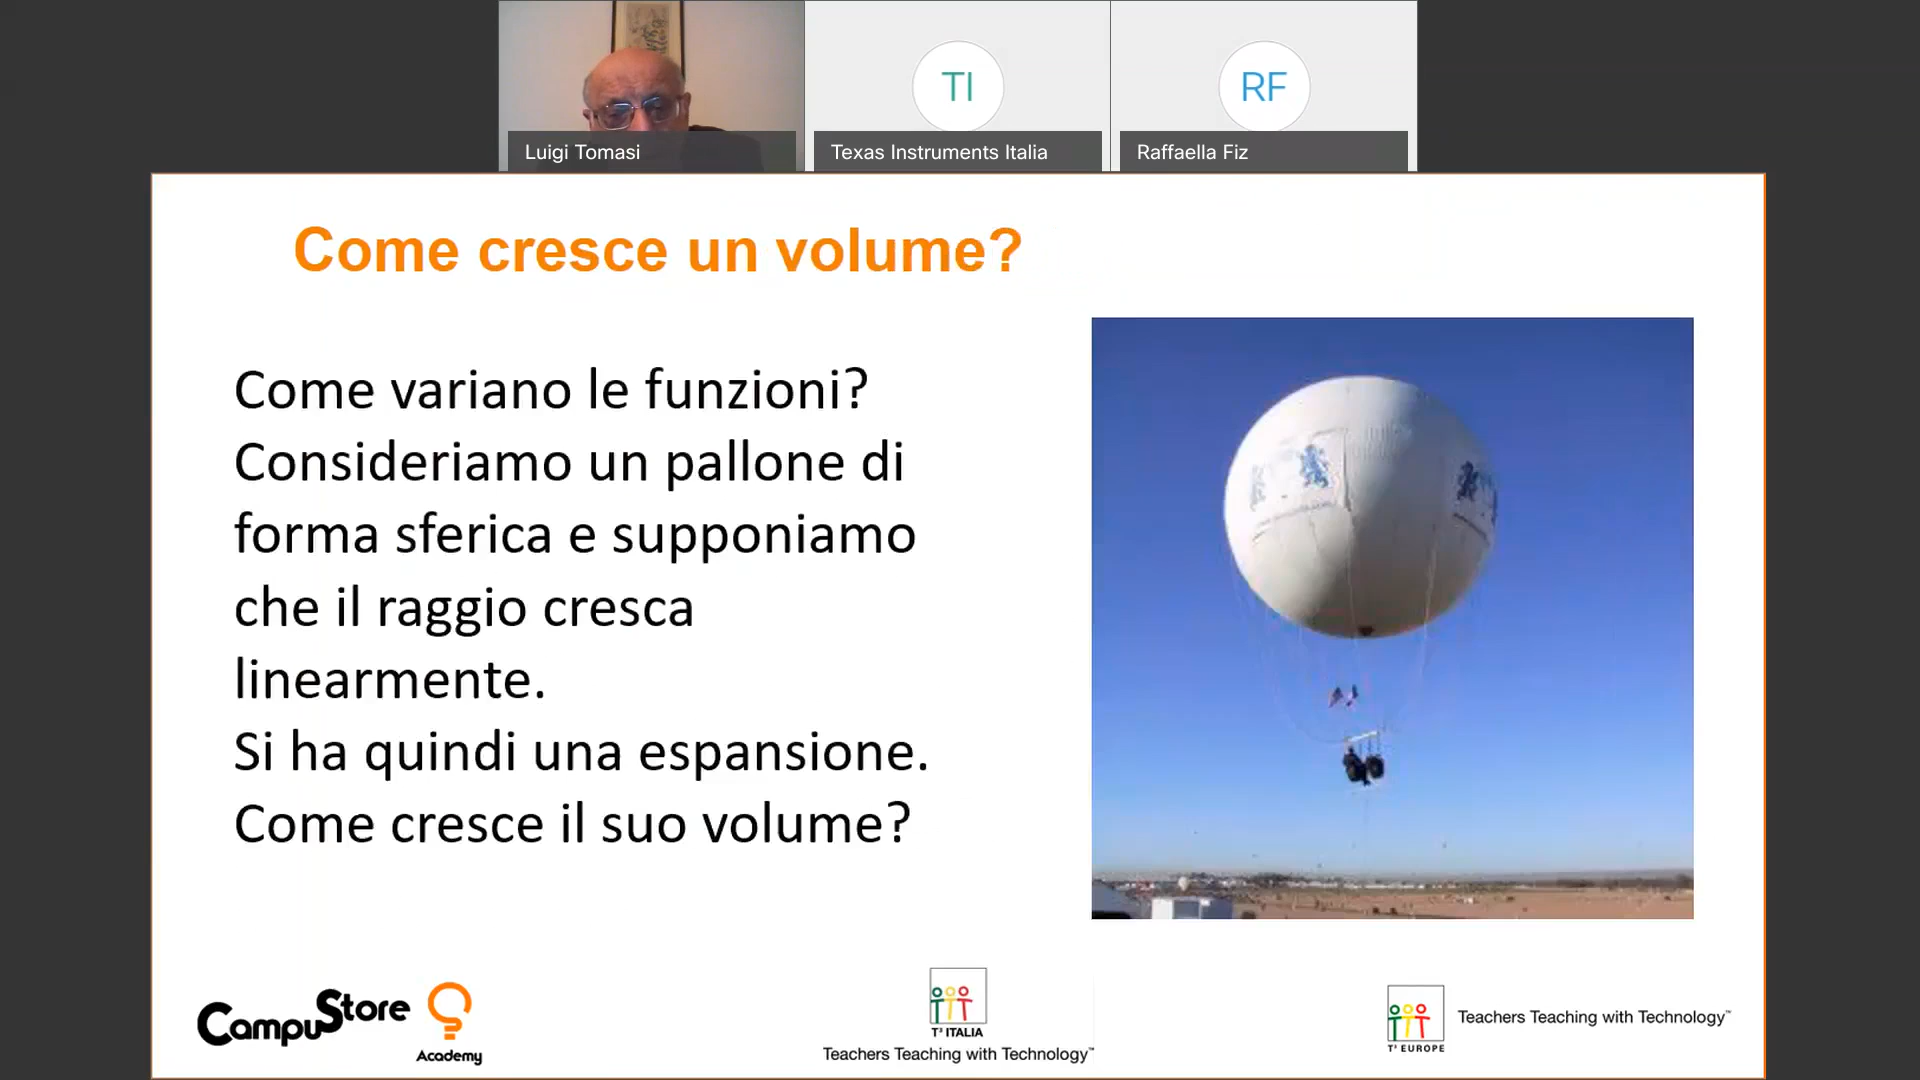 TI
RF
Luigi Tomasi
Texas Instruments Italia
Raffaella Fiz
Come cresce un volume?
Come variano le funzioni?
Consideriamo un pallone di
forma sferica e supponiamo
che il raggio cresca
linearmente.
Si ha quindi una espansione.
Come cresce il suo volume?
CampuStore
Academy
T³ ITALIA
Teachers Teaching with Technology™
T³ EUROPE
Teachers Teaching with Technology™